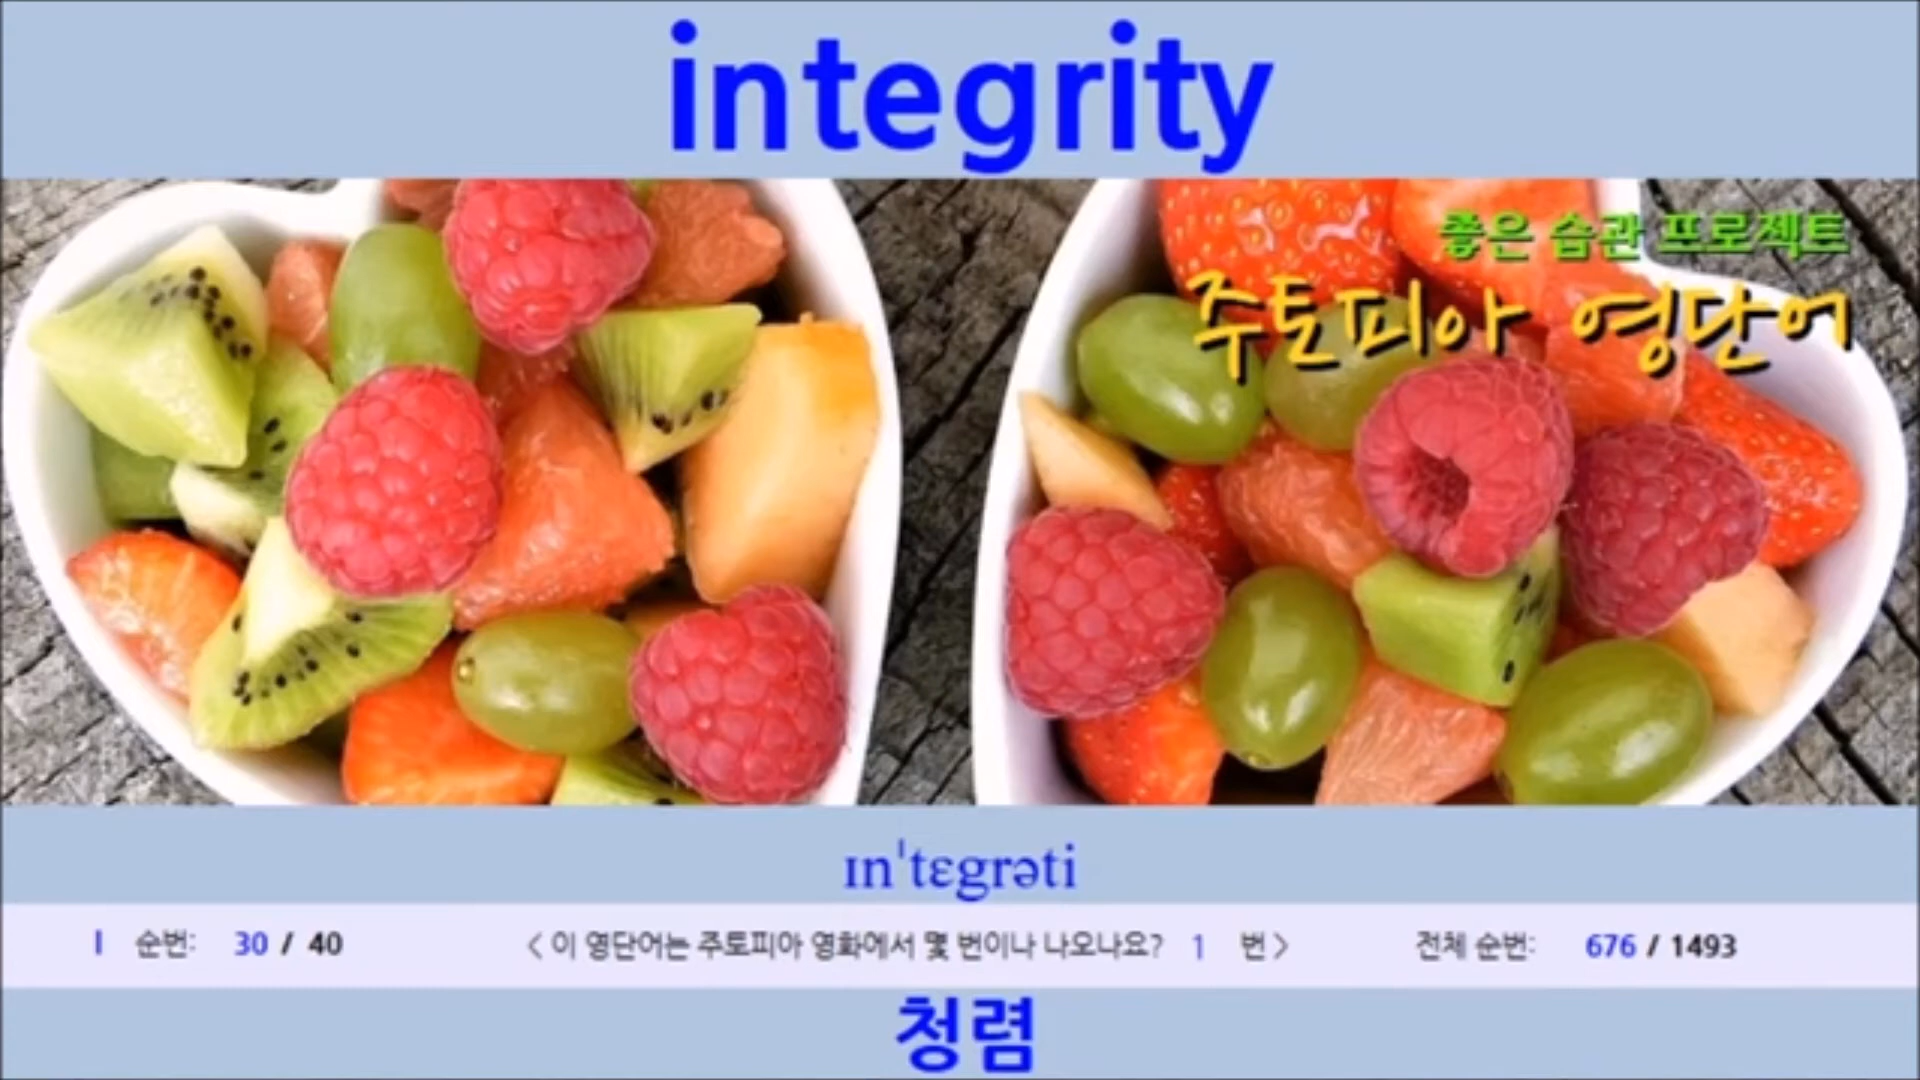 integrity
좋은 습관 프로젝트
주토피아 영단어
ɪnˈtɛgrəti
I 순번: 30 / 40 < 이 영단어는 주토피아 영화에서 몇 번이나 나오나요? 1 번 > 전체 순번: 676 / 1493
청렴